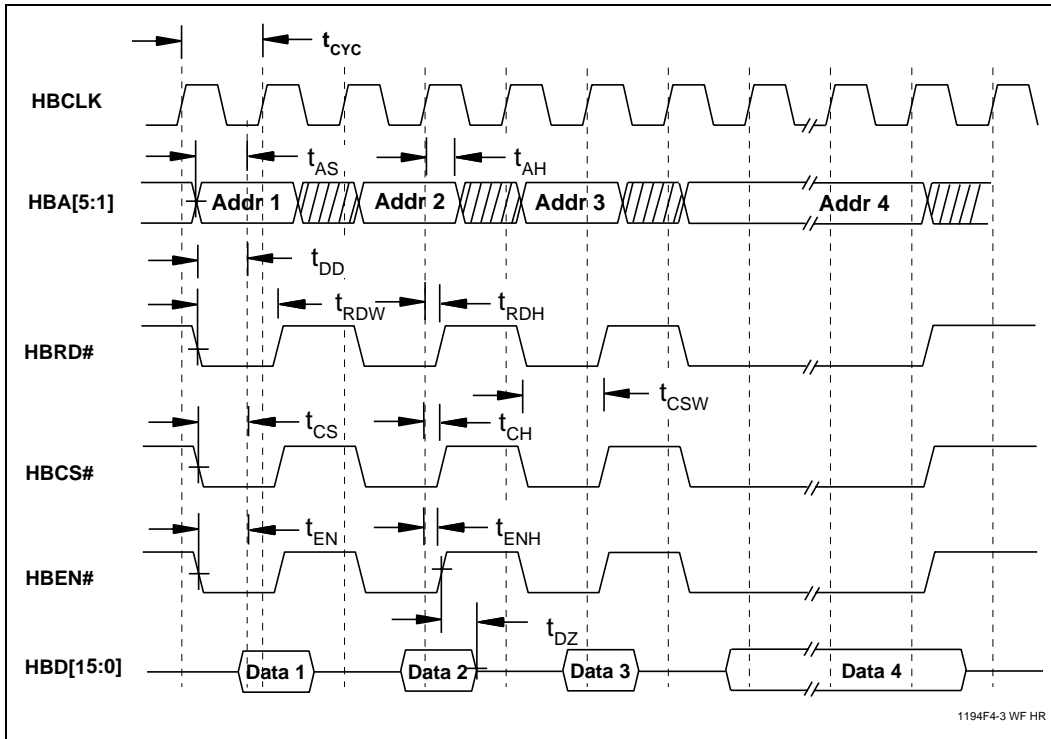 tCYC
HBCLK
tAS
tAH
HBA[5:1]
Addr 1
Addr 2
Addr 3
Addr 4
tDD
tRDW
tRDH
HBRD#
tCSW
tCS
tCH
HBCS#
tEN
tENH
HBEN#
tDZ
HBD[15:0]
Data 1
Data 2
Data 3
Data 4
1194F4-3 WF HR